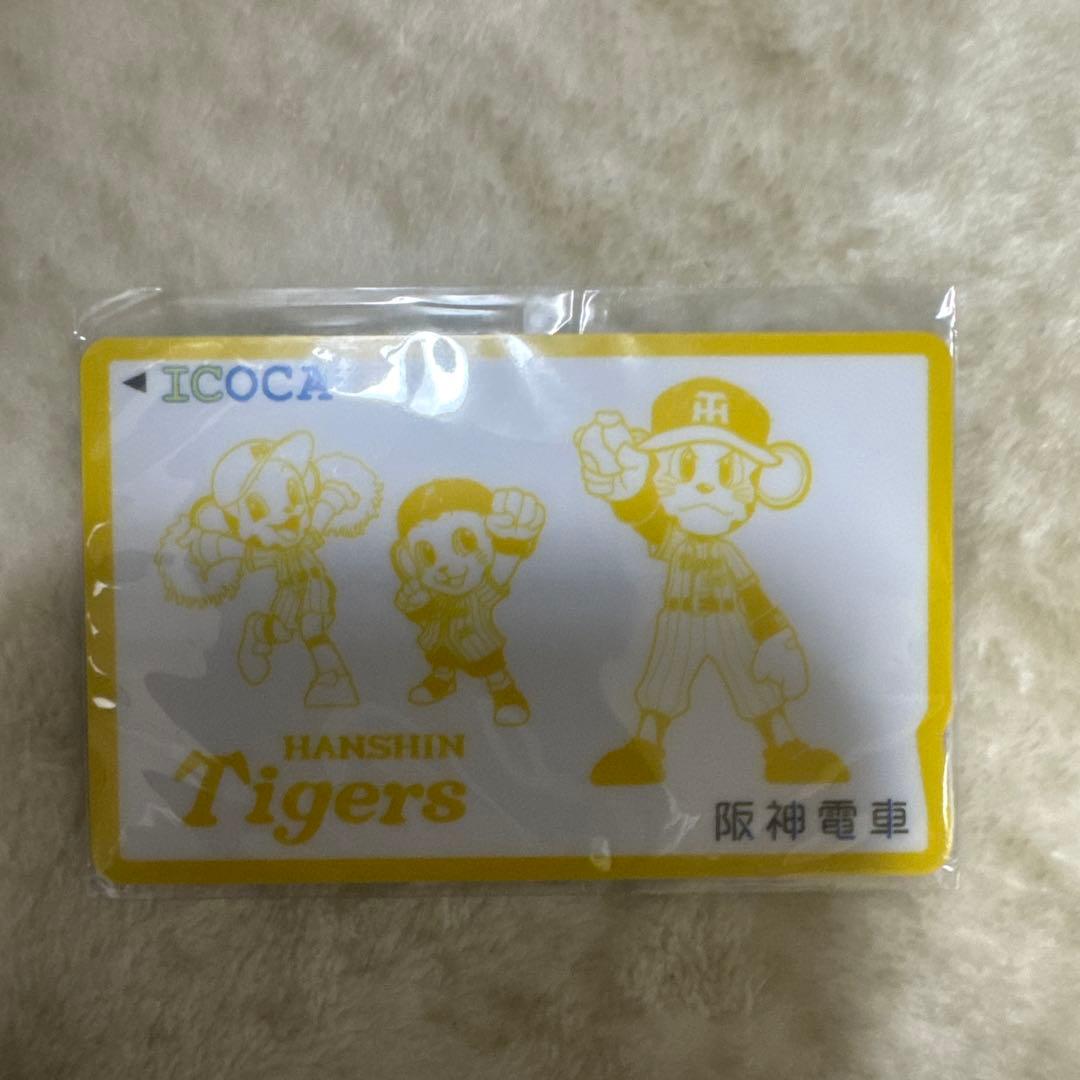 ◀ICOCA
HANSHIN
Tigers
阪神電車